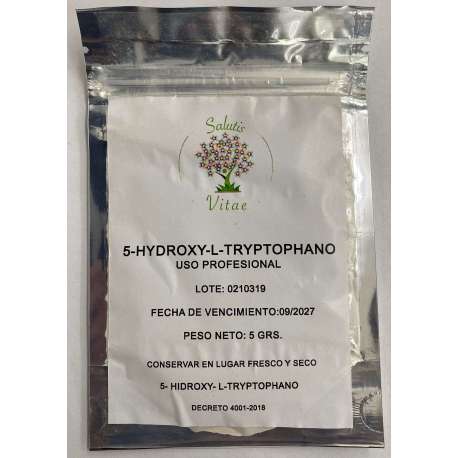 Salutis
Vitae
5-HYDROXY-L-TRYPTOPHANO
USO PROFESIONAL
LOTE: 0210319
FECHA DE VENCIMIENTO:09/2027
PESO NETO: 5 GRS.
CONSERVAR EN LUGAR FRESCO Y SECO
5- HIDROXY- L-TRYPTOPHANO
DECRETO 4001-2018